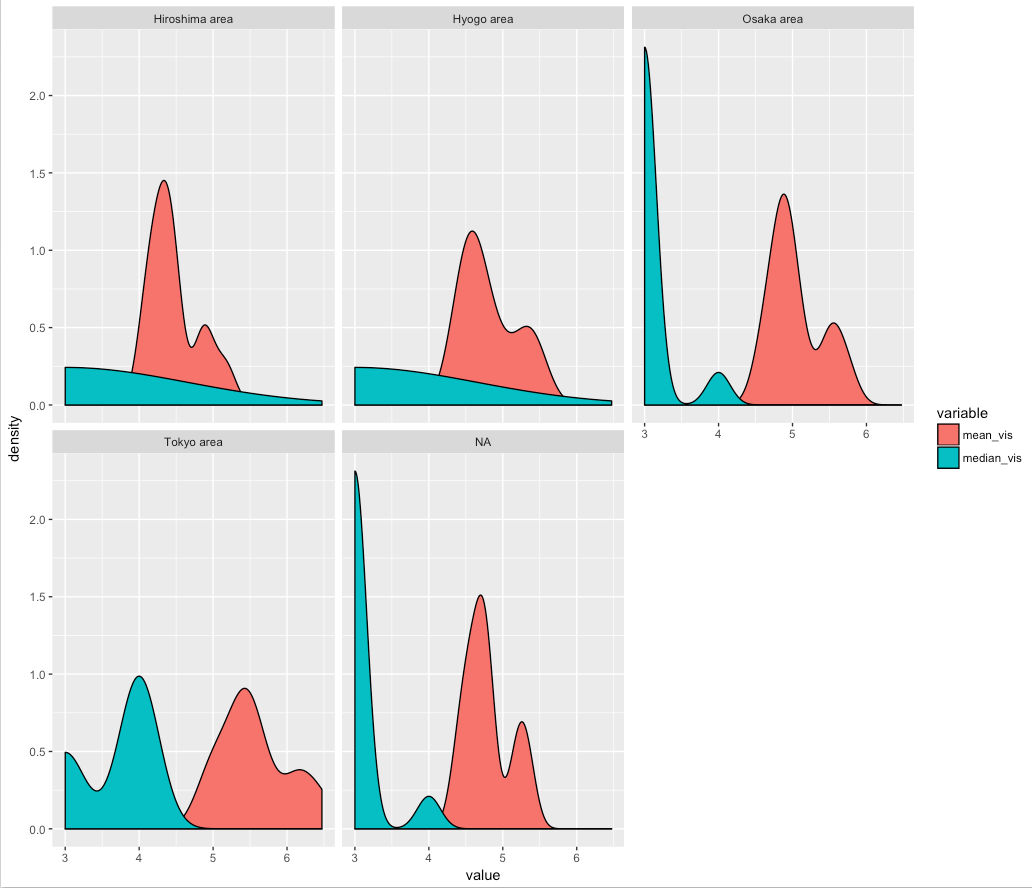 Hiroshima area
Hyogo area
Osaka area
2.0
1.5
1.0
0.5
0.0
3 4 5 6
Tokyo area
NA
2.0
1.5
1.0
0.5
0.0
3 4 5 6
3 4 5 6
value
density
variable
mean_vis
median_vis